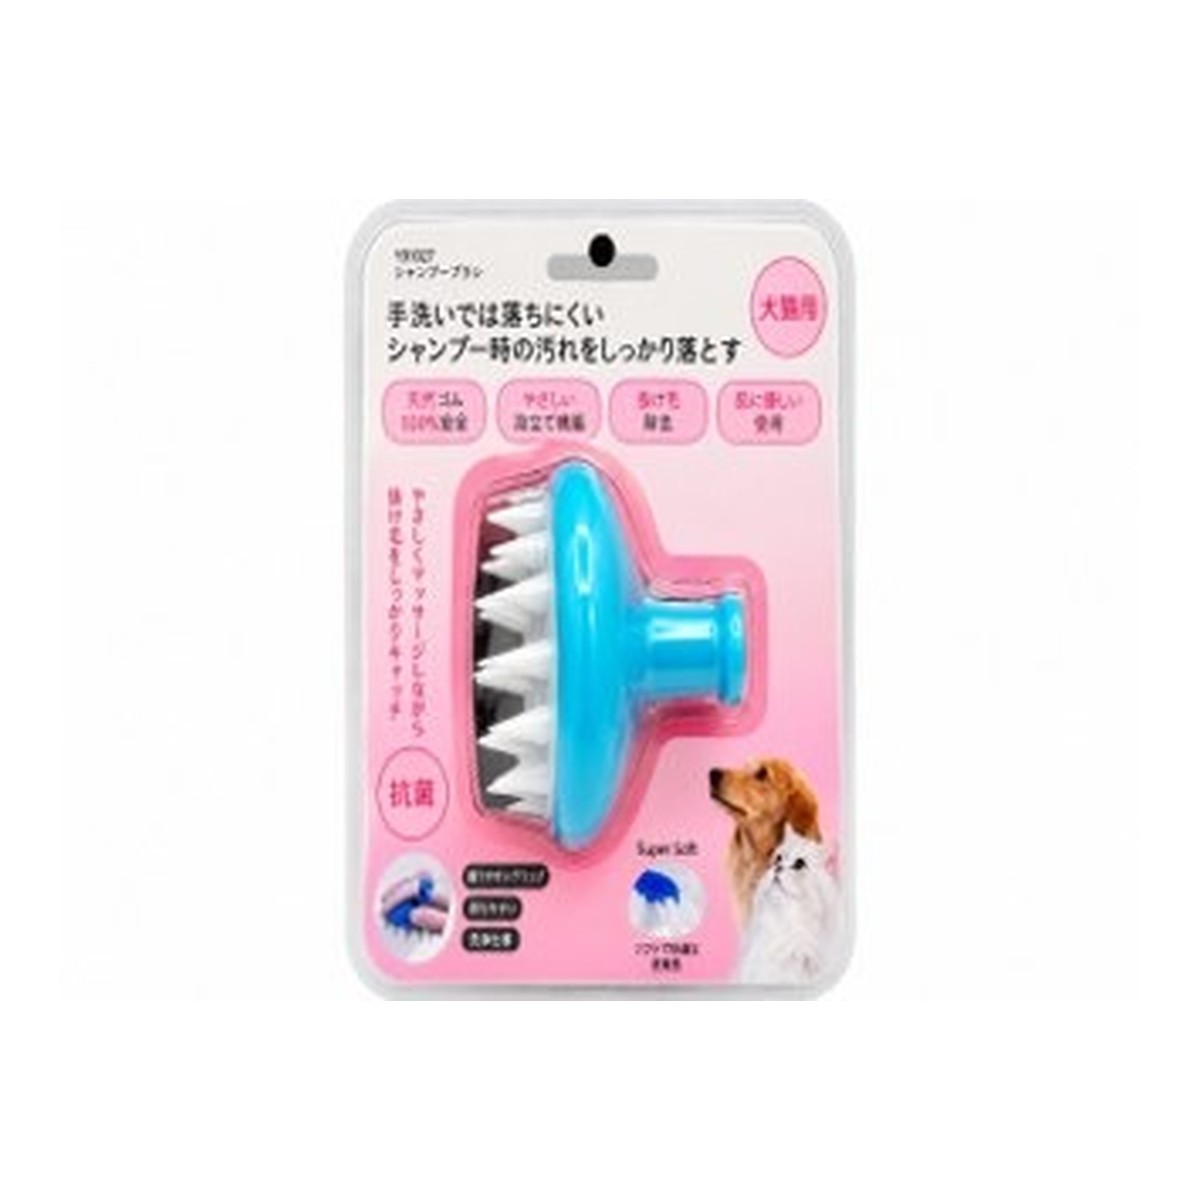 シャンプーブラシ
手洗いでは落ちにくい
シャンプー時の汚れをしっかり落とす
犬猫用
天然ゴム
100%安全
やさしい
泡立て機能
抜け毛
除去
肌に優しい
使用
やさしくマッサージしながら
抜け毛をしっかりキャッチ
抗菌
Super Soft